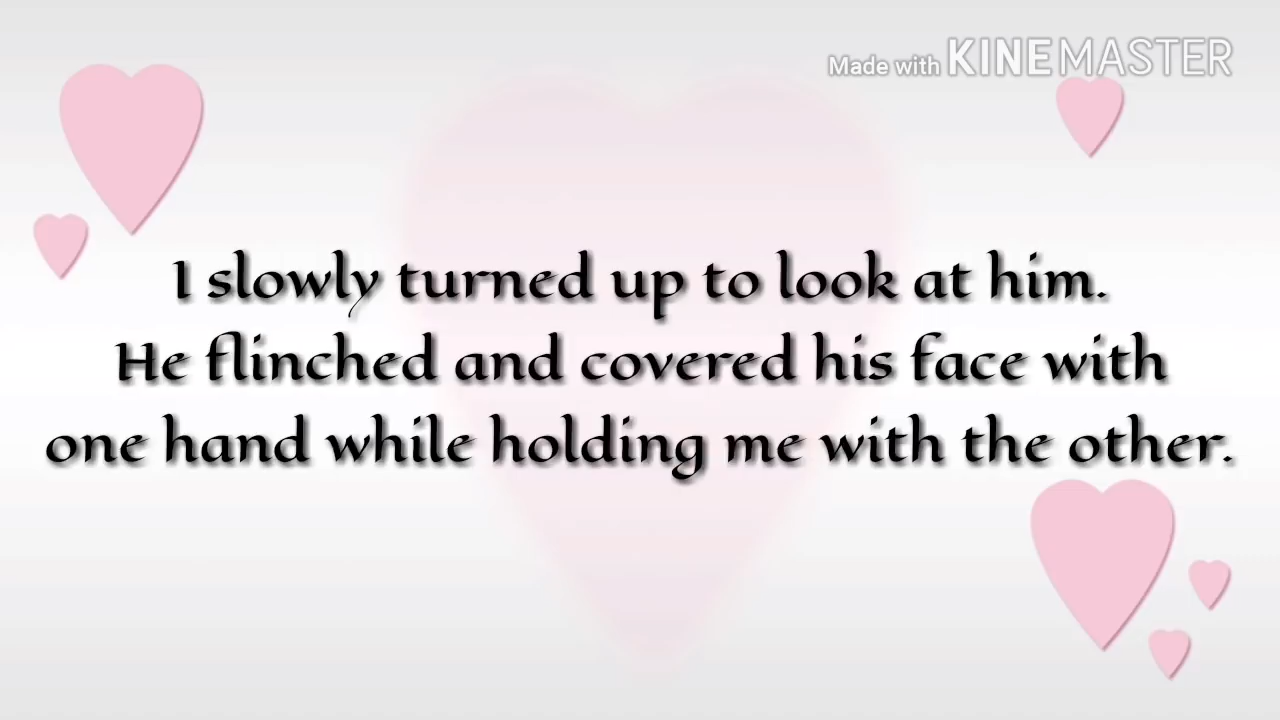 Made with KINEMASTER
I slowly turned up to look at him.
He flinched and covered his face with
one hand while holding me with the other.